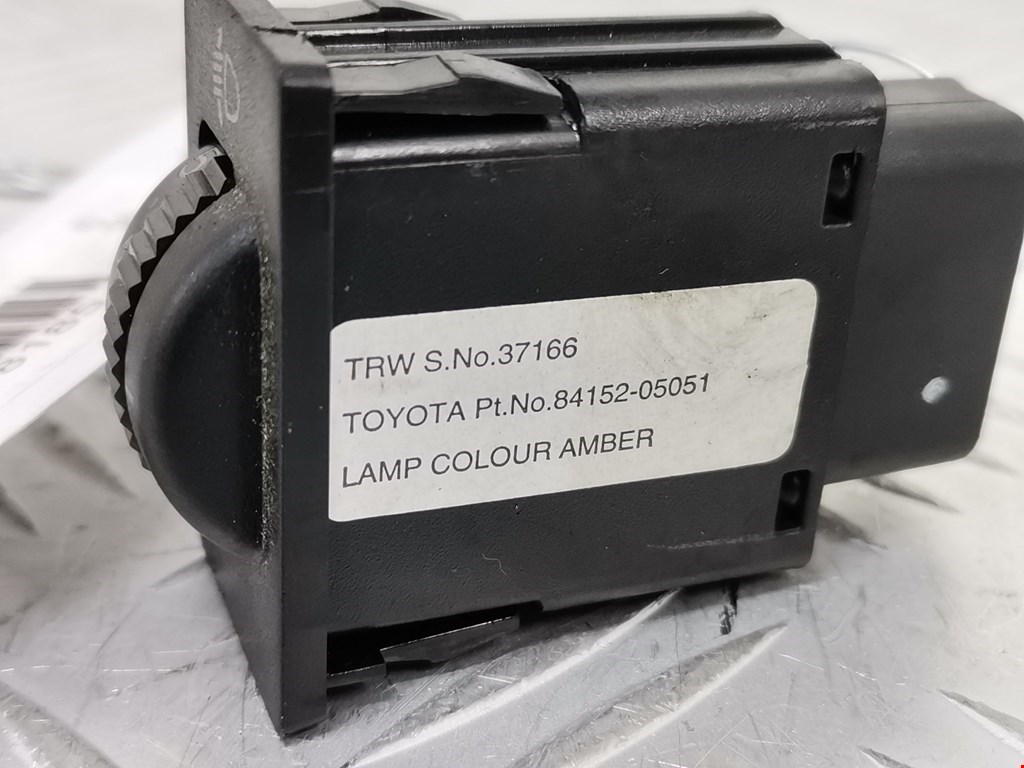 TRW S.No.37166
TOYOTA Pt.No.84152-05051
LAMP COLOUR AMBER